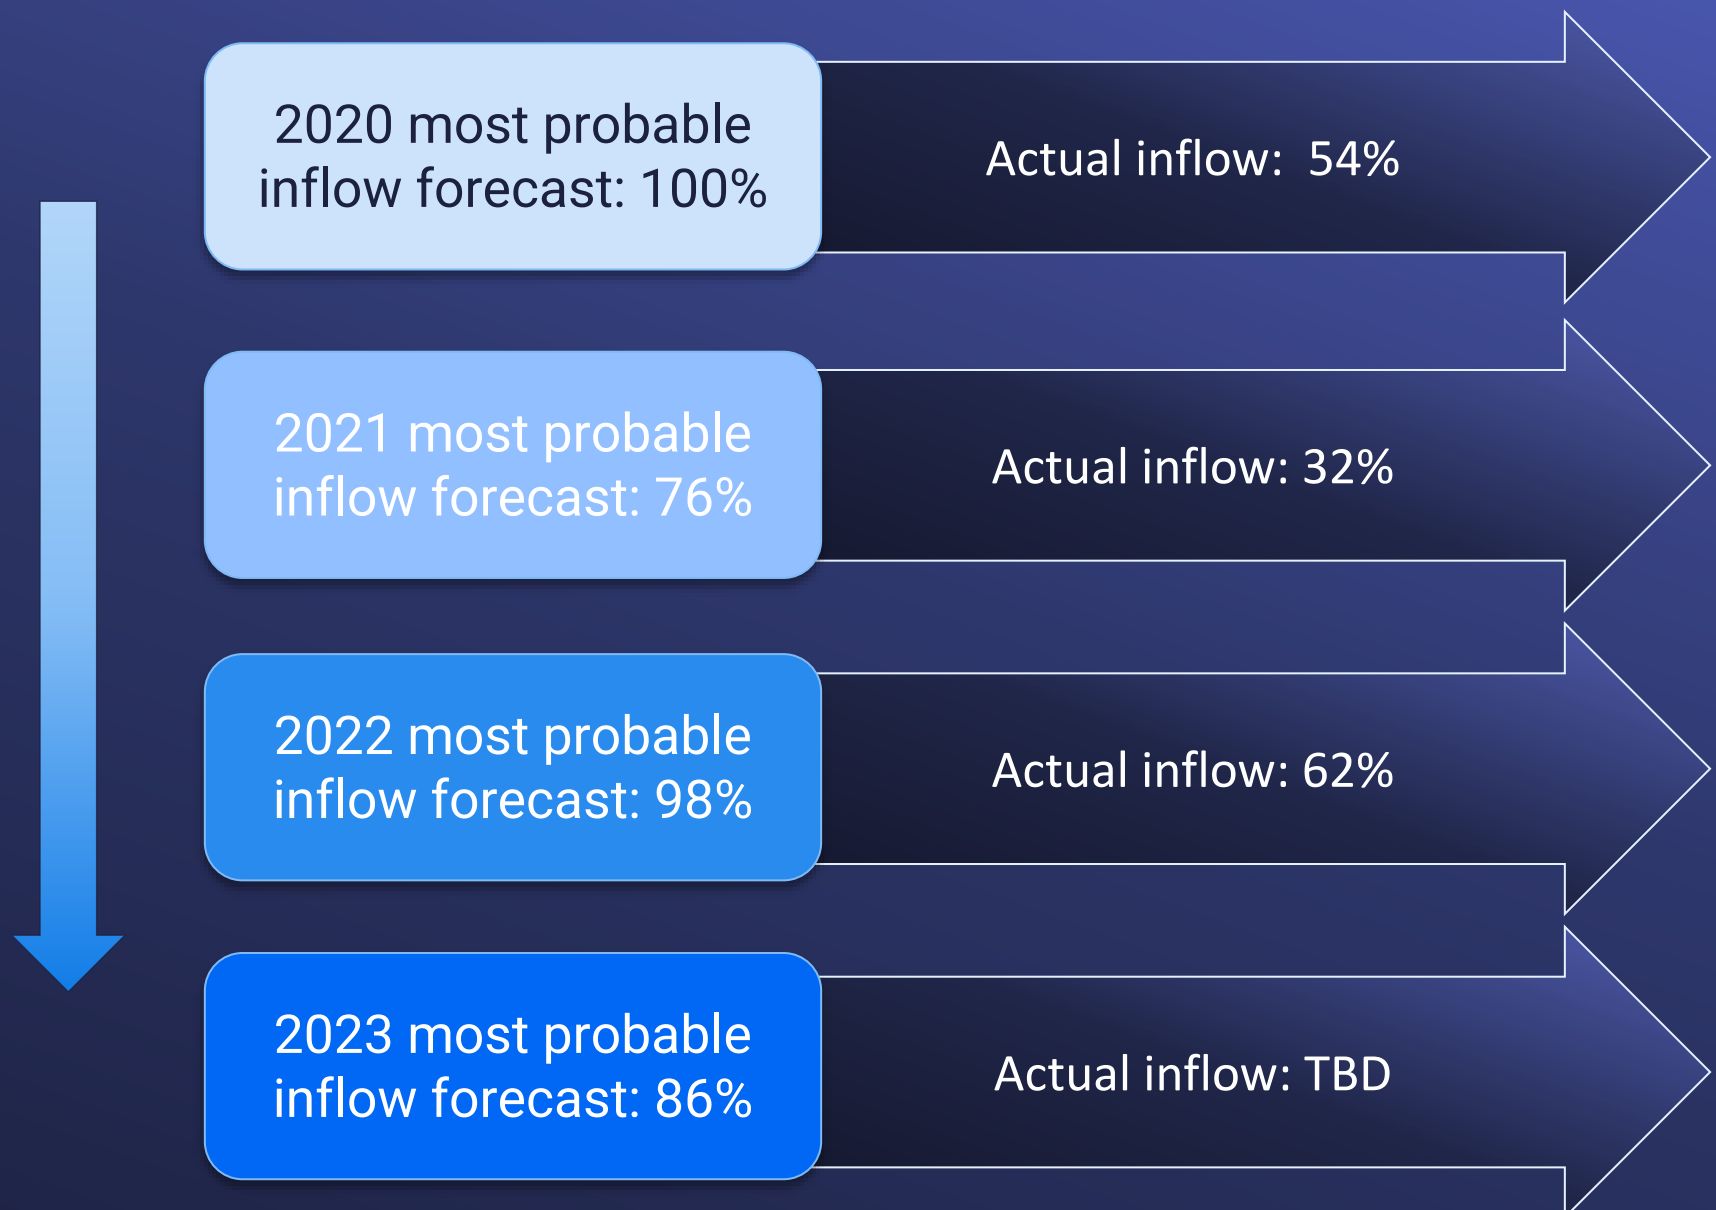 2020 most probable
inflow forecast: 100%
Actual inflow: 54%
2021 most probable
inflow forecast: 76%
Actual inflow: 32%
2022 most probable
inflow forecast: 98%
Actual inflow: 62%
2023 most probable
inflow forecast: 86%
Actual inflow: TBD